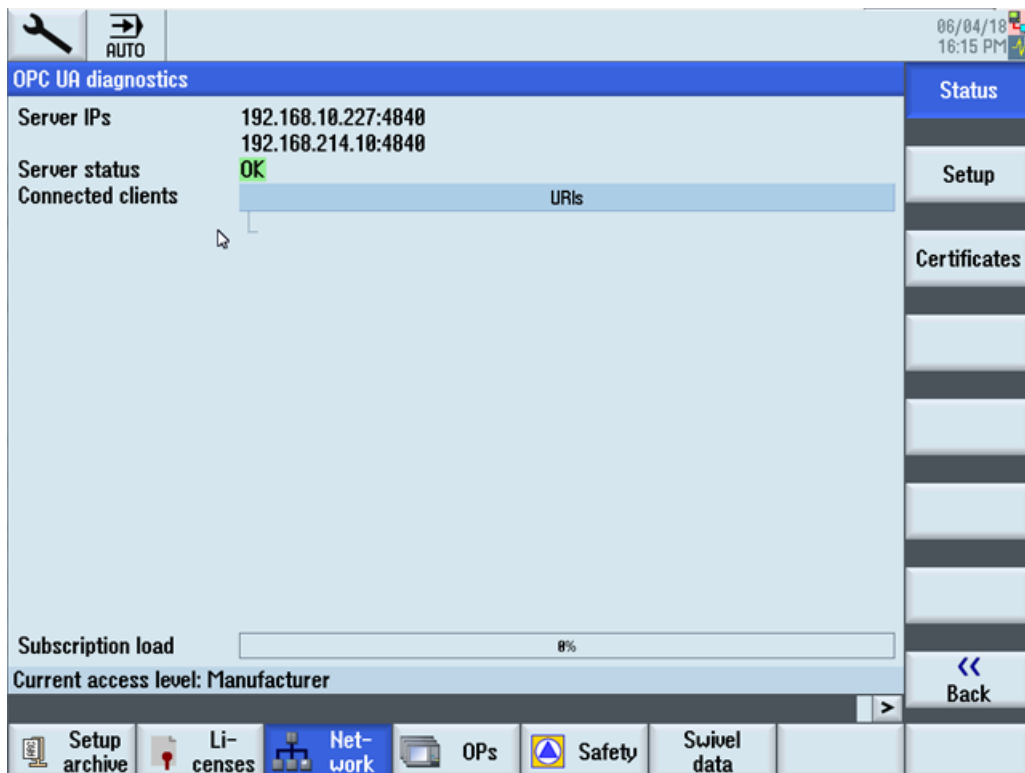 AUTO
06/04/18
16:15 PM
OPC UA diagnostics
Status
Server IPs 192.168.10.227:4840
192.168.214.10:4840
Server status OK
Setup
Connected clients URIs
Certificates
Subscription load 0%
Current access level: Manufacturer
<<
Back
>
Setup
archive
Li-
censes
Net-
work
OPs
Safety
Swivel
data